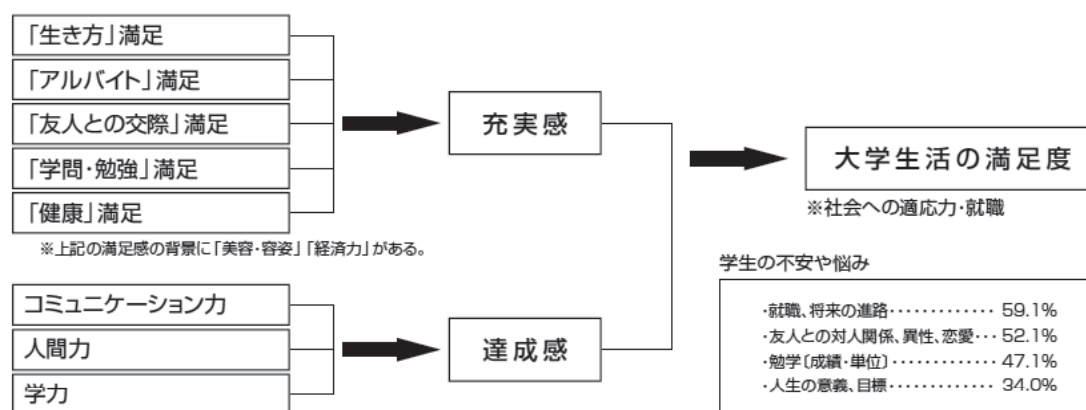 「生き方」満足
「アルバイト」満足
「友人との交際」満足
「学問・勉強」満足
「健康」満足
※上記の満足感の背景に「美容・容姿」「経済力」がある。
コミュニケーション力
人間力
学力
充実感
達成感
大学生活の満足度
※社会への適応力・就職
学生の不安や悩み
・就職、将来の進路・・・・・・・・・・・・・ 59.1%
・友人との対人関係、異性、恋愛・・・ 52.1%
・勉学〔成績・単位〕・・・・・・・・・・・・・ 47.1%
・人生の意義、目標・・・・・・・・・・・・・ 34.0%